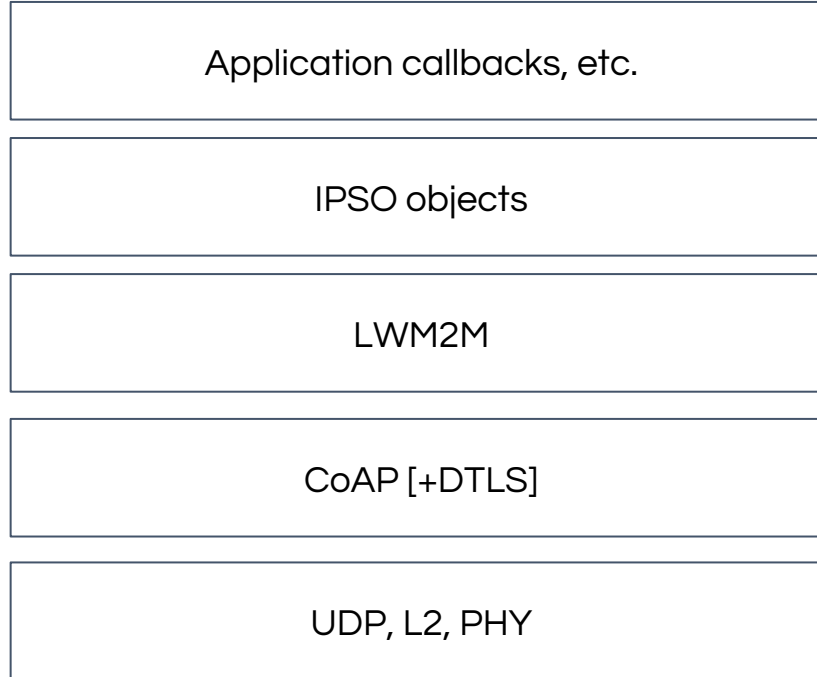 Application callbacks, etc.
IPSO objects
LWM2M
CoAP [+DTLS]
UDP, L2, PHY